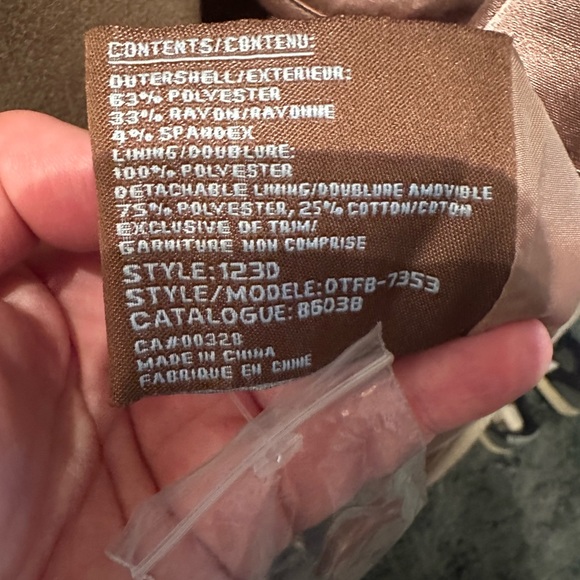 CONTENTS/CONTENU:
OUTERSHELL/EXTERIEUR:
63% POLYESTER
33% RAYON/RAYONNE
4% SPANDEX
LINING/DOUBLURE:
100% POLYESTER
DETACHABLE LINING/DOUBLURE AMOVIBLE
75% POLYESTER, 25% COTTON/COTON
EXCLUSIVE OF TRIM/
GARNITURE NON COMPRISE
STYLE: 123D
STYLE/MODELE: OTFB-7353
CATALOGUE: 8603B
CA#00320
MADE IN CHINA
FABRIQUE EN CHINE